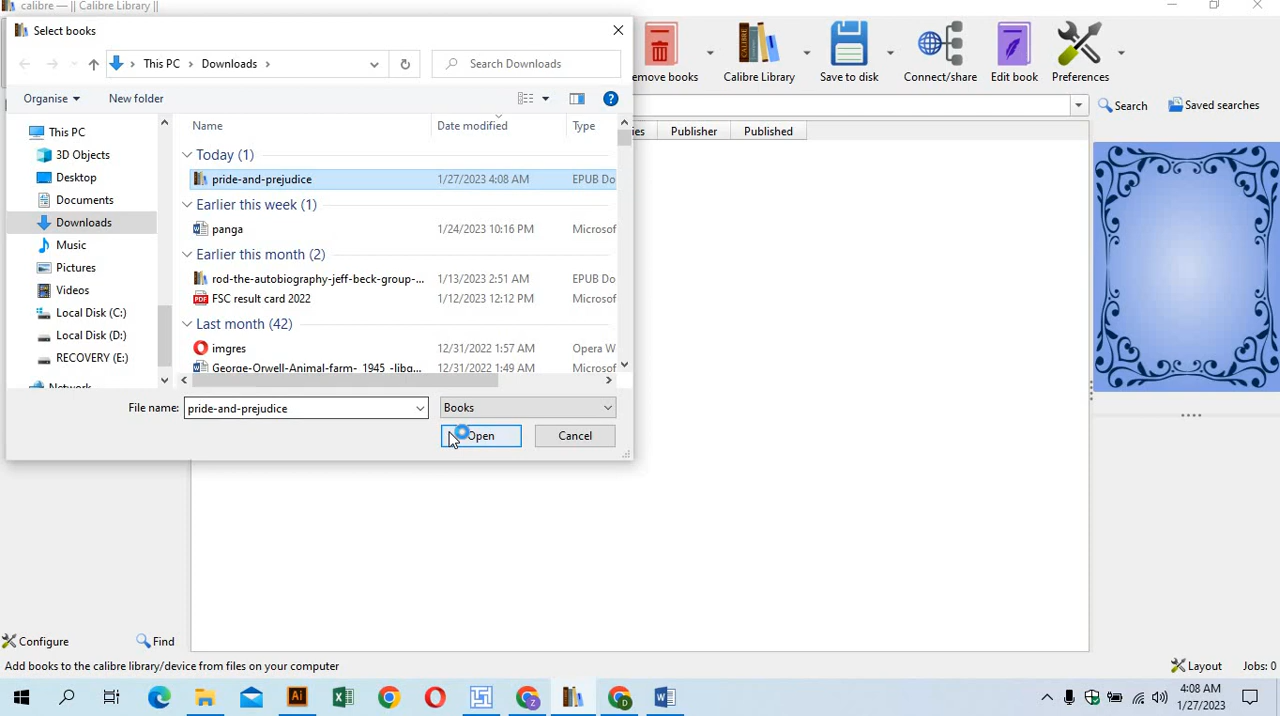 calibre — || Calibre Library ||
Select books
This PC > Downloads >
Search Downloads
Organise
New folder
This PC
3D Objects
Desktop
Documents
Downloads
Music
Pictures
Videos
Local Disk (C:)
Local Disk (D:)
RECOVERY (E:)
Network
Name
Date modified
Type
Today (1)
pride-and-prejudice 1/27/2023 4:08 AM EPUB Do
Earlier this week (1)
panga 1/24/2023 10:16 PM Microsof
Earlier this month (2)
rod-the-autobiography-jeff-beck-group-... 1/13/2023 2:51 AM EPUB Do
FSC result card 2022 1/12/2023 12:12 PM Microsof
Last month (42)
imgres 12/31/2022 1:57 AM Opera W
George-Orwell-Animal-farm-_1945_-libg... 12/31/2022 1:49 AM Microsof
File name: pride-and-prejudice
Books
Open
Cancel
emove books
Calibre Library
Save to disk
Connect/share
Edit book
Preferences
Search
Saved searches
ies
Publisher
Published
Configure
Find
Add books to the calibre library/device from files on your computer
Layout
Jobs: 0
4:08 AM
1/27/2023